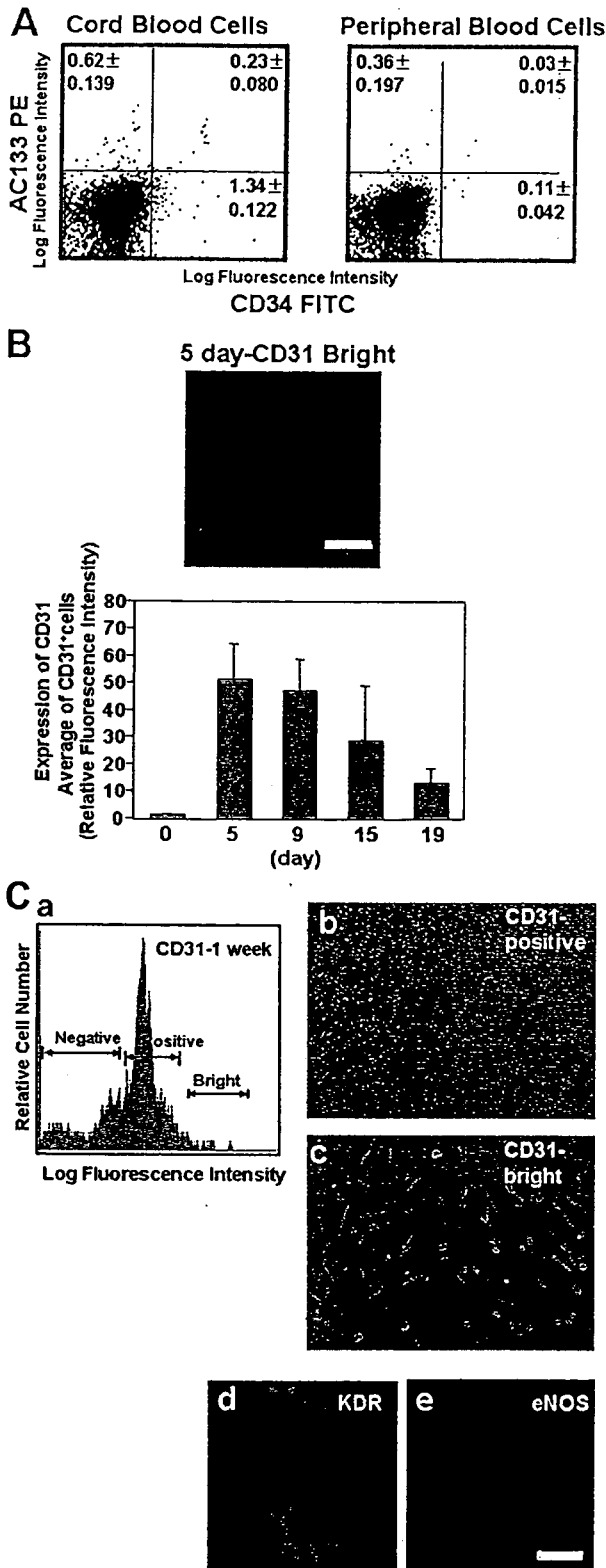 A
Cord Blood Cells
Peripheral Blood Cells
0.62±
0.139
0.23±
0.080
1.34±
0.122
0.36±
0.197
0.03±
0.015
0.11±
0.042
AC133 PE
Log Fluorescence Intensity
Log Fluorescence Intensity
CD34 FITC
B
5 day-CD31 Bright
Expression of CD31
Average of CD31+cells
(Relative Fluorescence Intensity)
80
70
60
50
40
30
20
10
0
0 5 9 15 19
(day)
C
a
CD31-1 week
Negative
ositive
Bright
Relative Cell Number
Log Fluorescence Intensity
b
CD31-
positive
c
CD31-
bright
d
KDR
e
eNOS